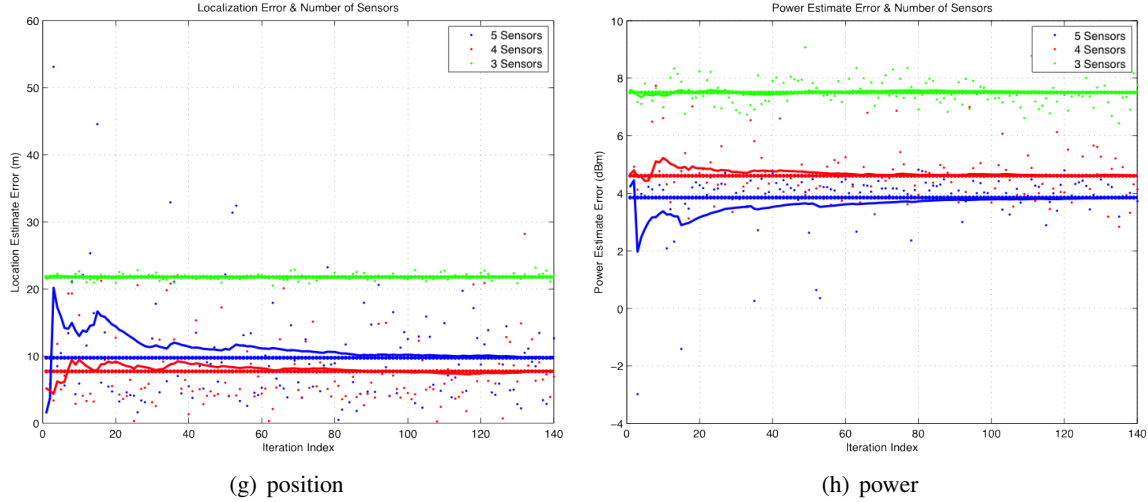 Localization Error & Number of Sensors
60
50
40
30
20
10
0
Location Estimate Error (m)
0 20 40 60 80 100 120 140
Iteration Index
5 Sensors
4 Sensors
3 Sensors
(g) position
Power Estimate Error & Number of Sensors
10
8
6
4
2
0
−2
−4
Power Estimate Error (dBm)
0 20 40 60 80 100 120 140
Iteration Index
5 Sensors
4 Sensors
3 Sensors
(h) power